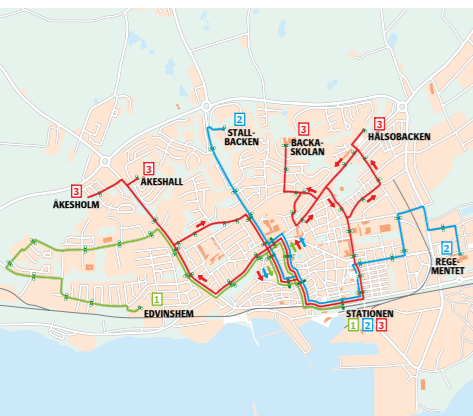 2
STALL-
BACKEN
3
BACKA-
SKOLAN
3
HÄLSOBACKEN
3
ÅKESHALL
3
ÅKESHOLM
2
REGE-
MENTET
1
EDVINSHEM
STATIONEN
1 2 3